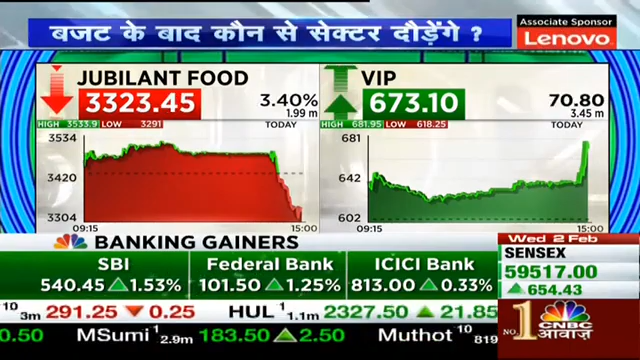 बजट के बाद कौन से सेक्टर दौड़ेंगे ?
Associate Sponsor
Lenovo
JUBILANT FOOD
3323.45
3.40%
1.99 m
HIGH 3533.9 LOW 3291 TODAY
3534
3420
3304
09:15 15:00
VIP
673.10
70.80
3.45 m
HIGH 681.95 LOW 618.25 TODAY
681
642
602
09:15 15:00
BANKING GAINERS
SBI
540.45 1.53%
Federal Bank
101.50 1.25%
ICICI Bank
813.00 0.33%
Wed 2 Feb
SENSEX
59517.00
654.43
10 3m 291.25 0.25 HUL 1.1m 2327.50 21.85
0.50 MSumi 2.9m 183.50 2.50 Muthot 10 819
NO.1 CNBC
आवाज़